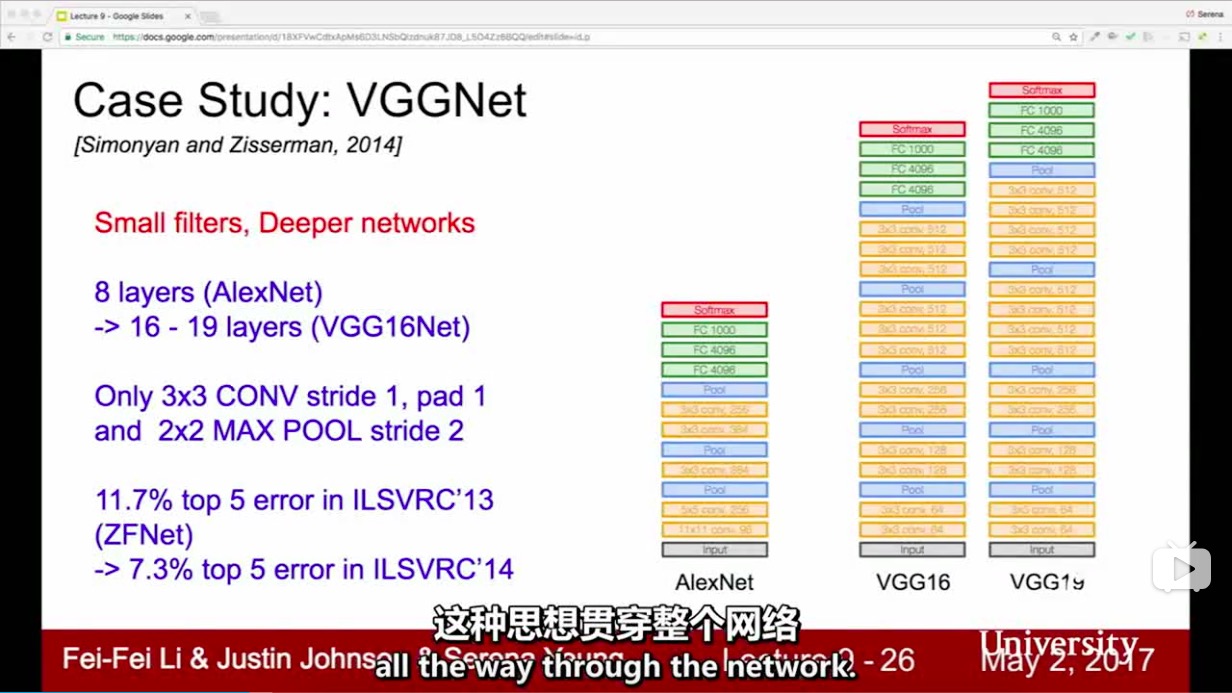 Lecture 9 - Google Slides
Serena
Secure
Case Study: VGGNet
[Simonyan and Zisserman, 2014]
Small filters, Deeper networks
8 layers (AlexNet)
-> 16 - 19 layers (VGG16Net)
Only 3x3 CONV stride 1, pad 1
and 2x2 MAX POOL stride 2
11.7% top 5 error in ILSVRC’13
(ZFNet)
-> 7.3% top 5 error in ILSVRC’14
Softmax
FC 1000
FC 4096
FC 4096
Pool
3x3 conv, 256
3x3 conv, 384
Pool
3x3 conv, 384
Pool
5x5 conv, 256
11x11 conv, 96
Input
AlexNet
Softmax
FC 1000
FC 4096
FC 4096
Pool
3x3 conv, 512
3x3 conv, 512
3x3 conv, 512
Pool
3x3 conv, 512
3x3 conv, 512
3x3 conv, 512
Pool
3x3 conv, 256
3x3 conv, 256
Pool
3x3 conv, 128
3x3 conv, 128
Pool
3x3 conv, 64
3x3 conv, 64
Input
VGG16
Softmax
FC 1000
FC 4096
FC 4096
Pool
3x3 conv, 512
3x3 conv, 512
3x3 conv, 512
3x3 conv, 512
Pool
3x3 conv, 512
3x3 conv, 512
3x3 conv, 512
3x3 conv, 512
Pool
3x3 conv, 256
3x3 conv, 256
Pool
3x3 conv, 128
3x3 conv, 128
Pool
3x3 conv, 64
3x3 conv, 64
Input
VGG19
这种思想贯穿整个网络
all the way through the network.
Fei-Fei Li & Justin Johnson & Serena Yeung
Lecture 9 - 26
University
May 2, 2017